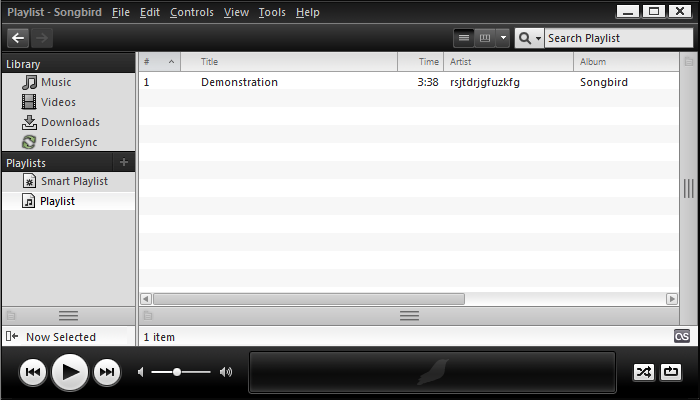 Playlist - Songbird File Edit Controls View Tools Help
Search Playlist
Library
Music
Videos
Downloads
FolderSync
Playlists +
Smart Playlist
Playlist
# Title Time Artist Album
1 Demonstration 3:38 rsjtdrjgfuzkfg Songbird
Now Selected
1 item
as